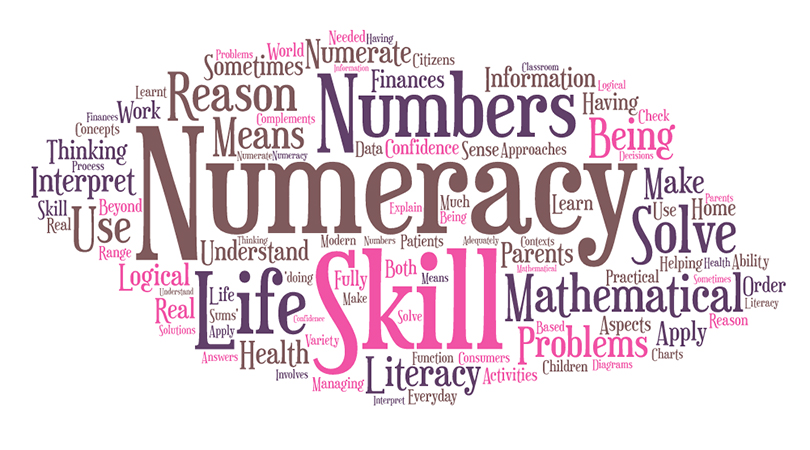 Needed Having
Problems World Numerate Citizens
Sometimes Information Classroom
Learnt Reason Numbers Finances Information Logical
Finances Work Complements Having Check
Concepts Means Data Confidence Sense Approaches Being
Thinking Numerate Numeracy Decisions
Process Numeracy
Interpret Explain Much Learn Make Parents
Skill Beyond Being Use Home
Real Use Solve
Range Understand Thinking Modern Numbers Patients Adequately Contexts
Logical Skill Parents Helping Health Ability
Understand Life 'doing Fully Both Means Mathematical Practical Sometimes
Real Life Make Mathematical Order
Solutions Sums' Confidence Solve Literacy
Apply Variety Based Aspects Apply Reason
Answers Health Function Consumers Problems Charts
Involves Managing Literacy Activities Children Diagrams
Interpret Everyday